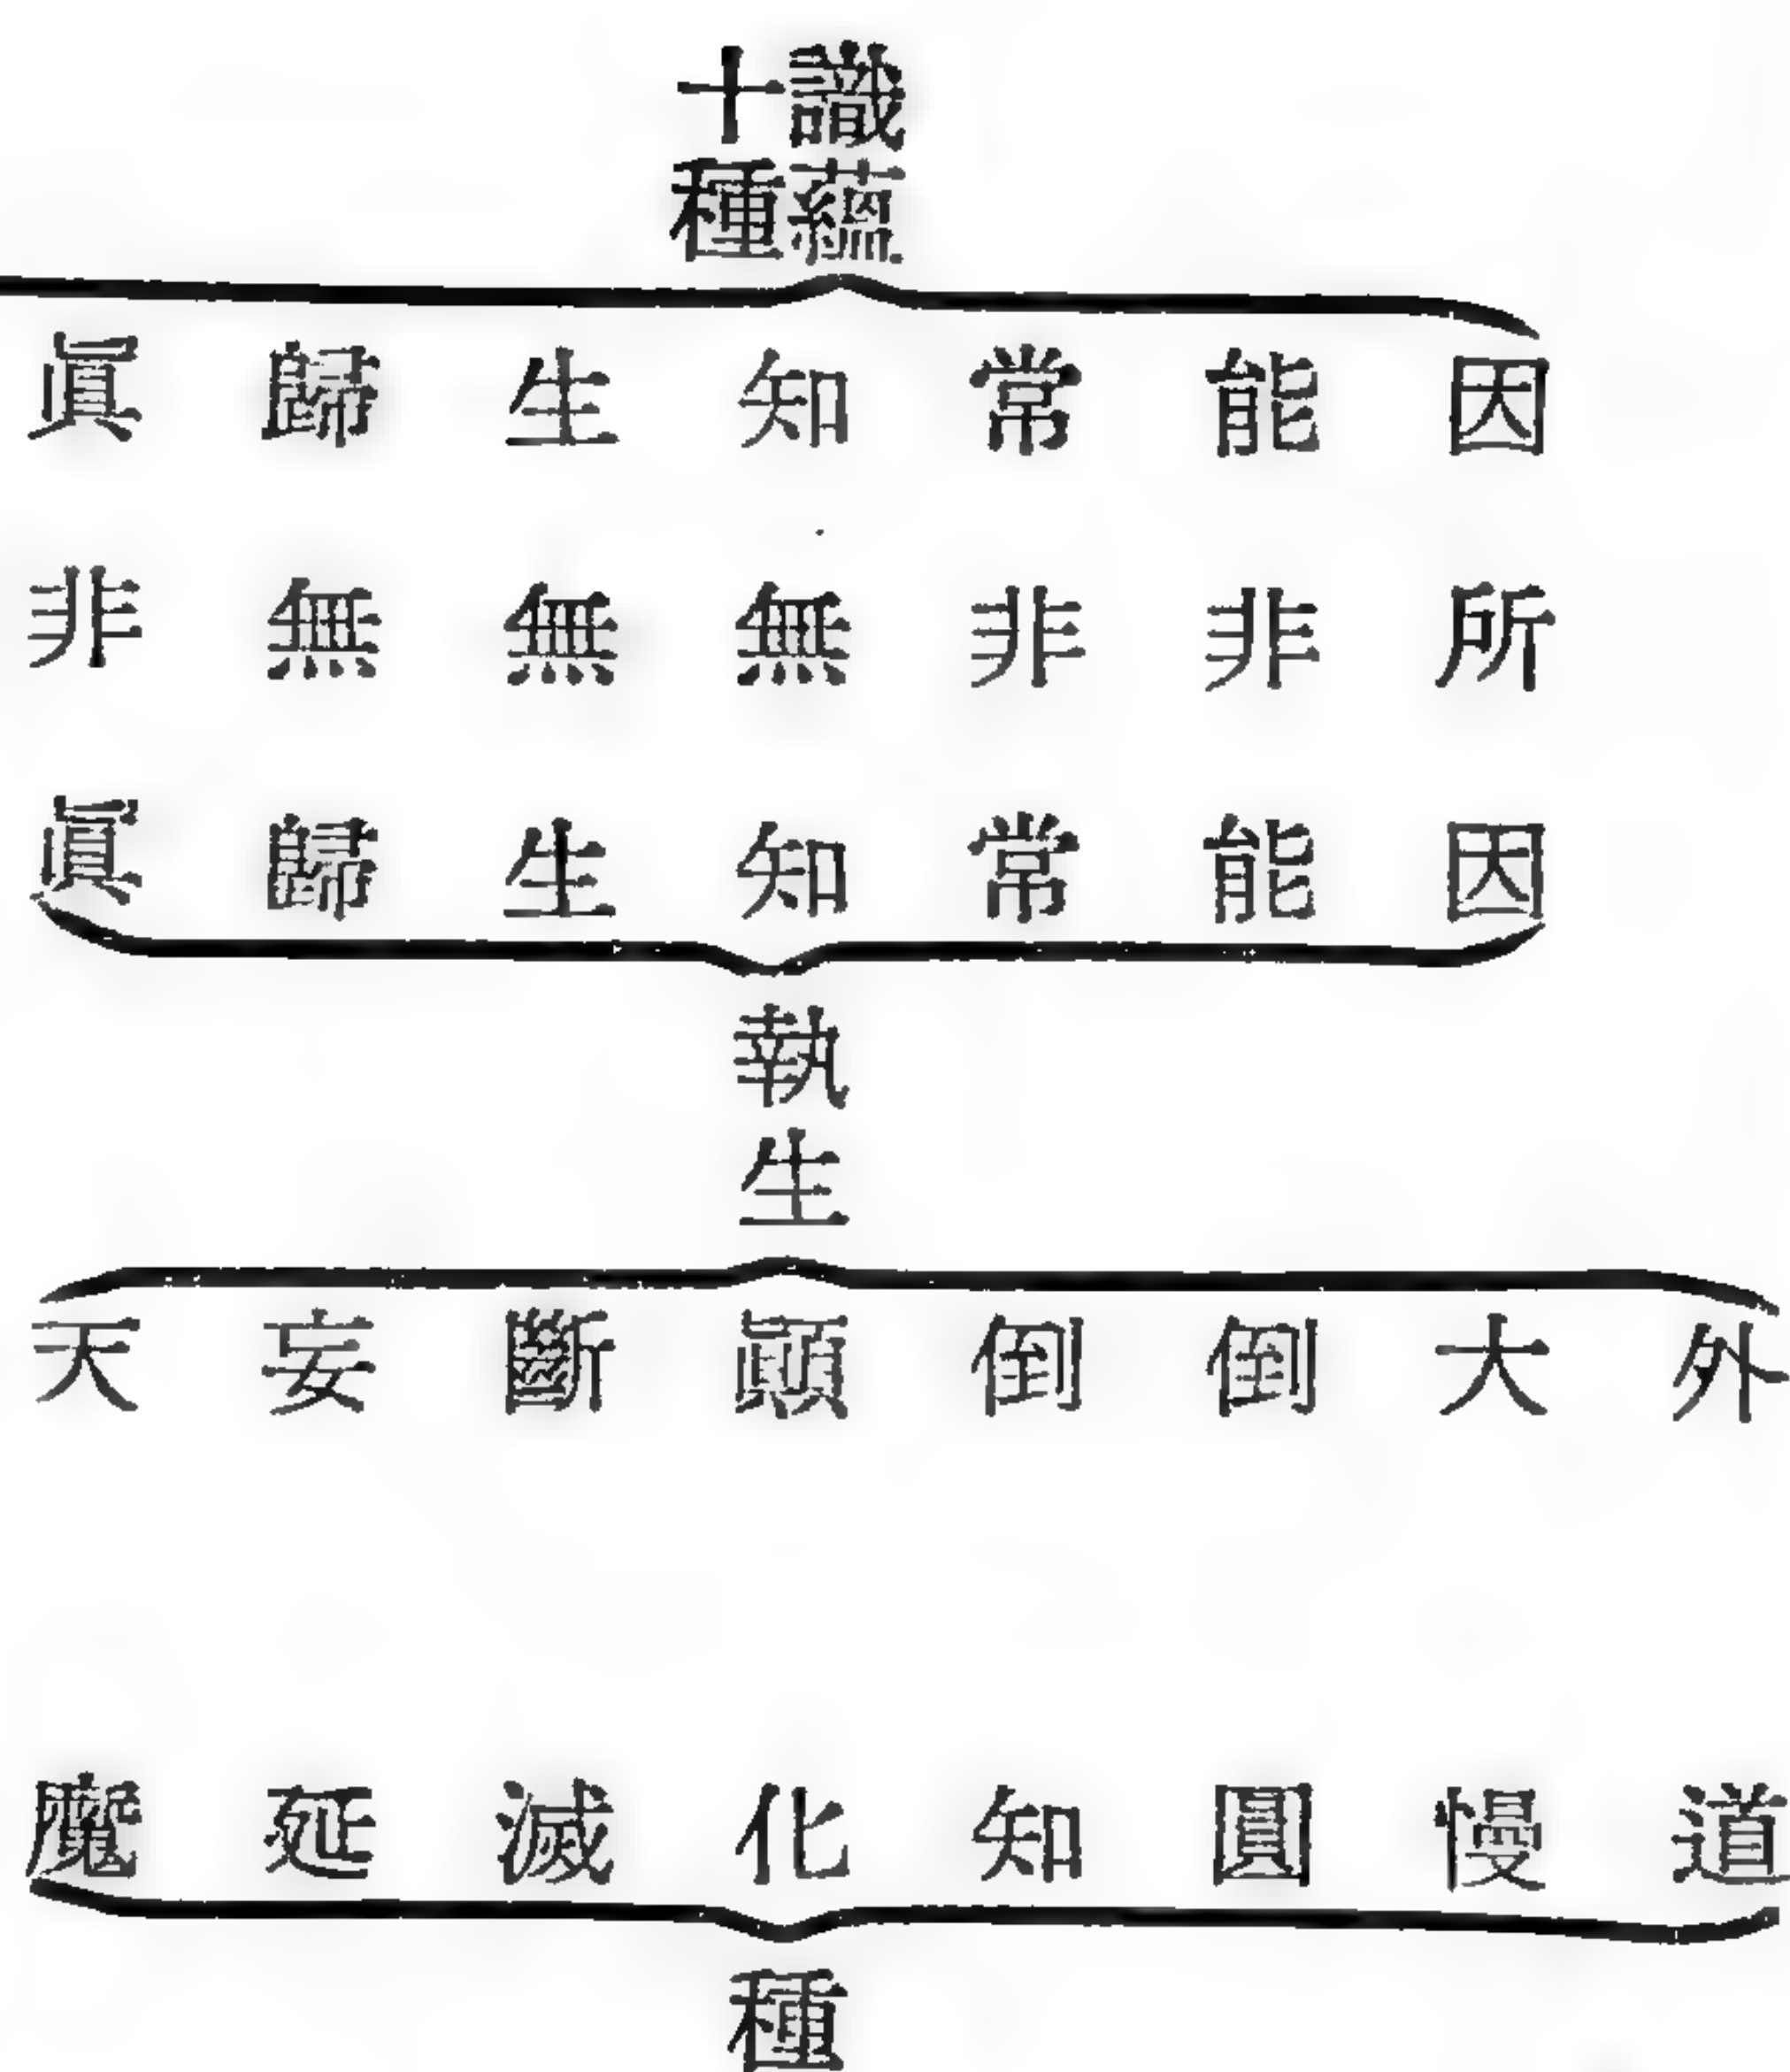 識蘊
十種
因所因
能非能
常非常
知無知
生無生
歸無歸
眞非眞
執
生
外道
大慢
倒圓
倒知
顚化
斷滅
妄延
天魔
種